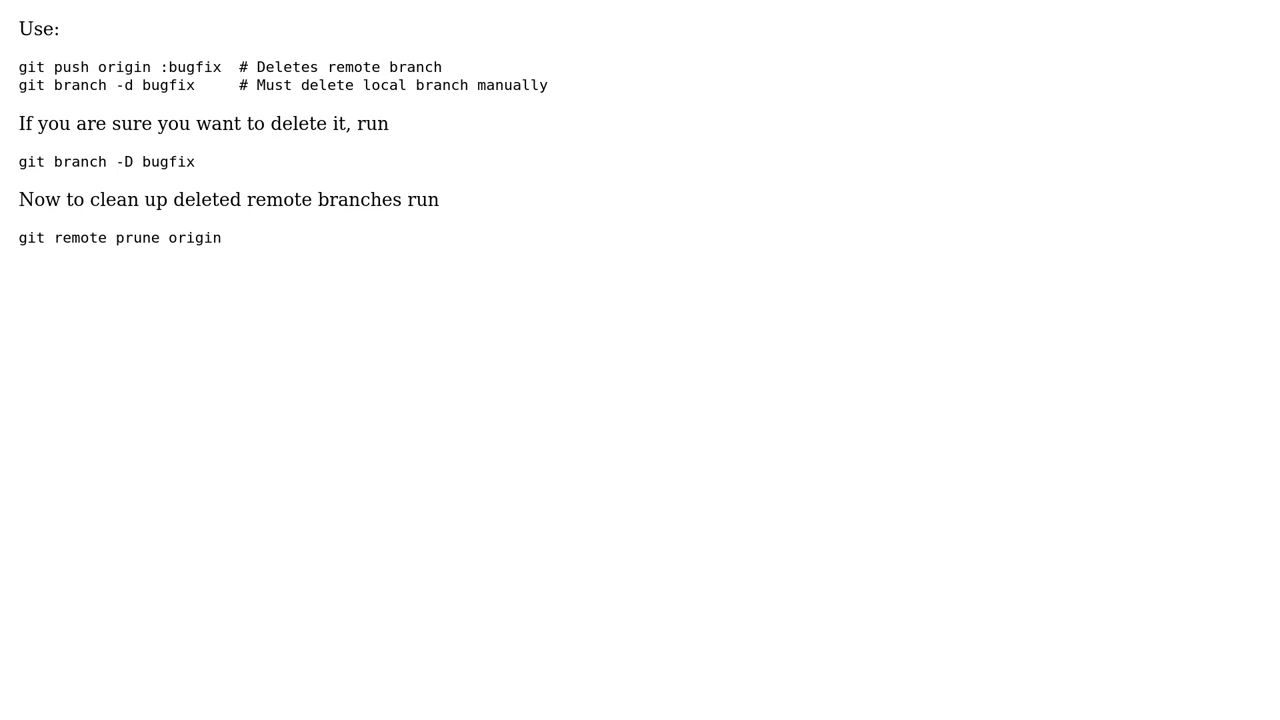 Use:
git push origin :bugfix  # Deletes remote branch
git branch -d bugfix     # Must delete local branch manually
If you are sure you want to delete it, run
git branch -D bugfix
Now to clean up deleted remote branches run
git remote prune origin